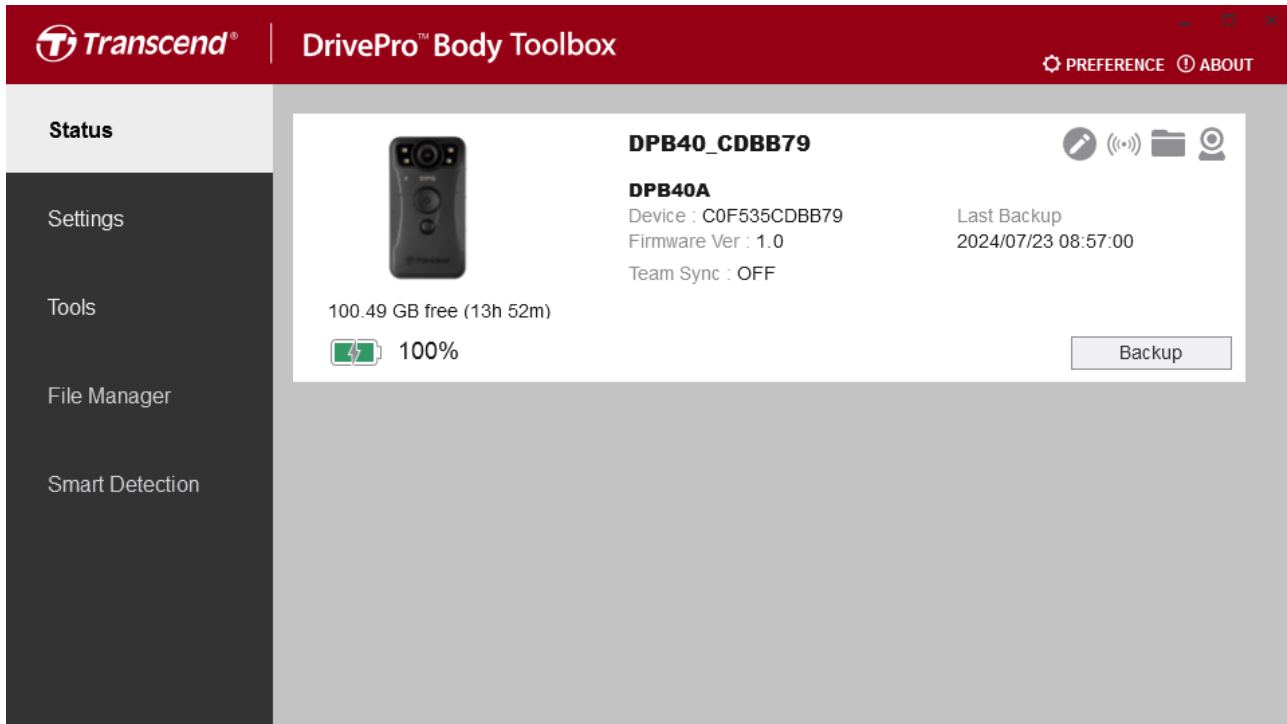 Transcend®
DrivePro™ Body Toolbox
PREFERENCE
ABOUT
Status
Settings
Tools
File Manager
Smart Detection
DPB40_CDBB79
DPB40A
Device : C0F535CDBB79
Firmware Ver : 1.0
Team Sync : OFF
Last Backup
2024/07/23 08:57:00
DPB
Transcend
100.49 GB free (13h 52m)
100%
Backup